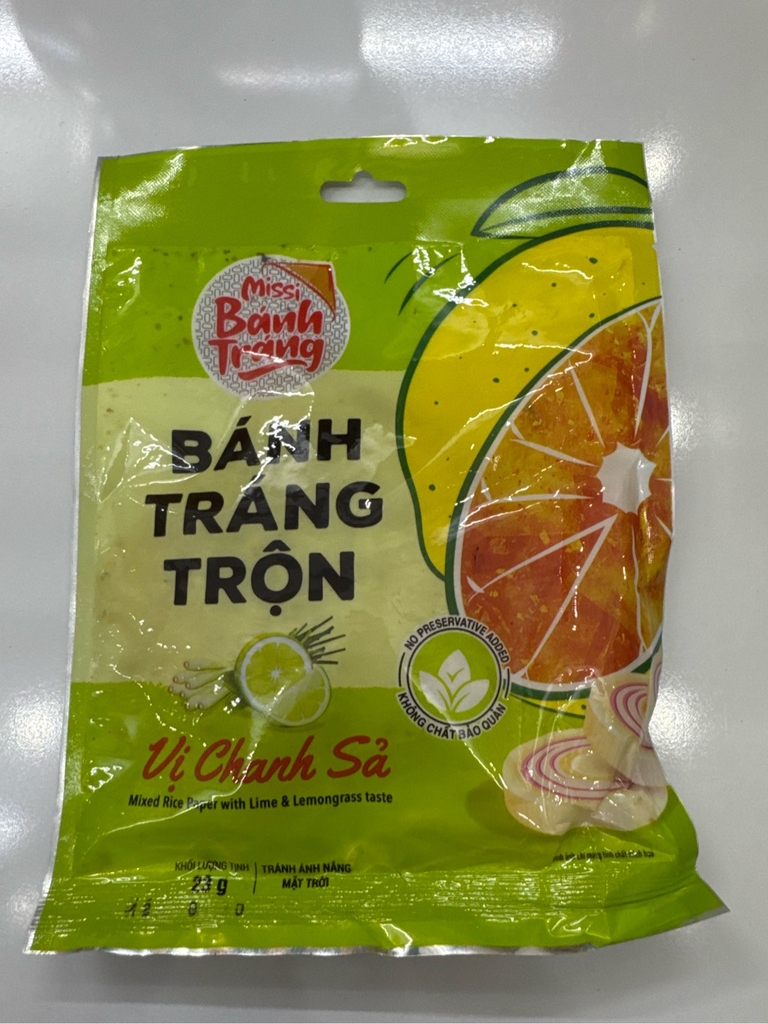 Missi
Bánh
Tráng
BÁNH
TRÁNG
TRỘN
NO PRESERVATIVE ADDED
KHÔNG CHẤT BẢO QUẢN
Vị Chanh Sả
Mixed Rice Paper with Lime & Lemongrass taste
KHỐI LƯỢNG TỊNH
23 g
TRÁNH ÁNH NẮNG
MẶT TRỜI